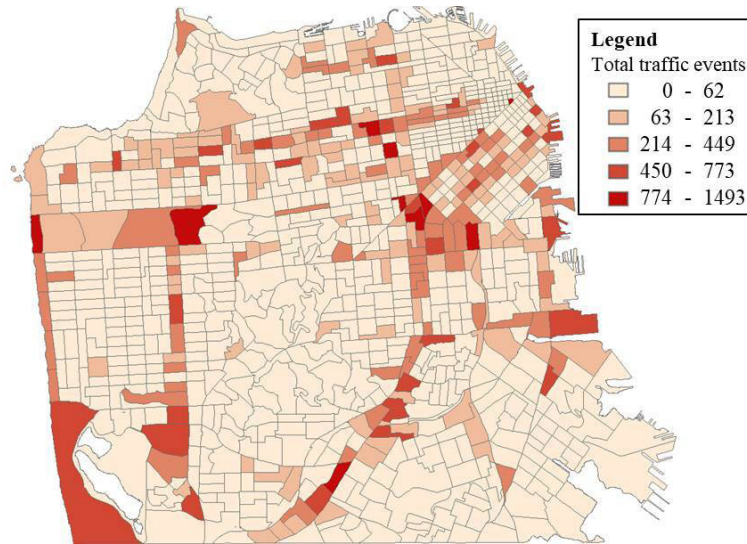 Legend
Total traffic events
0 - 62
63 - 213
214 - 449
450 - 773
774 - 1493